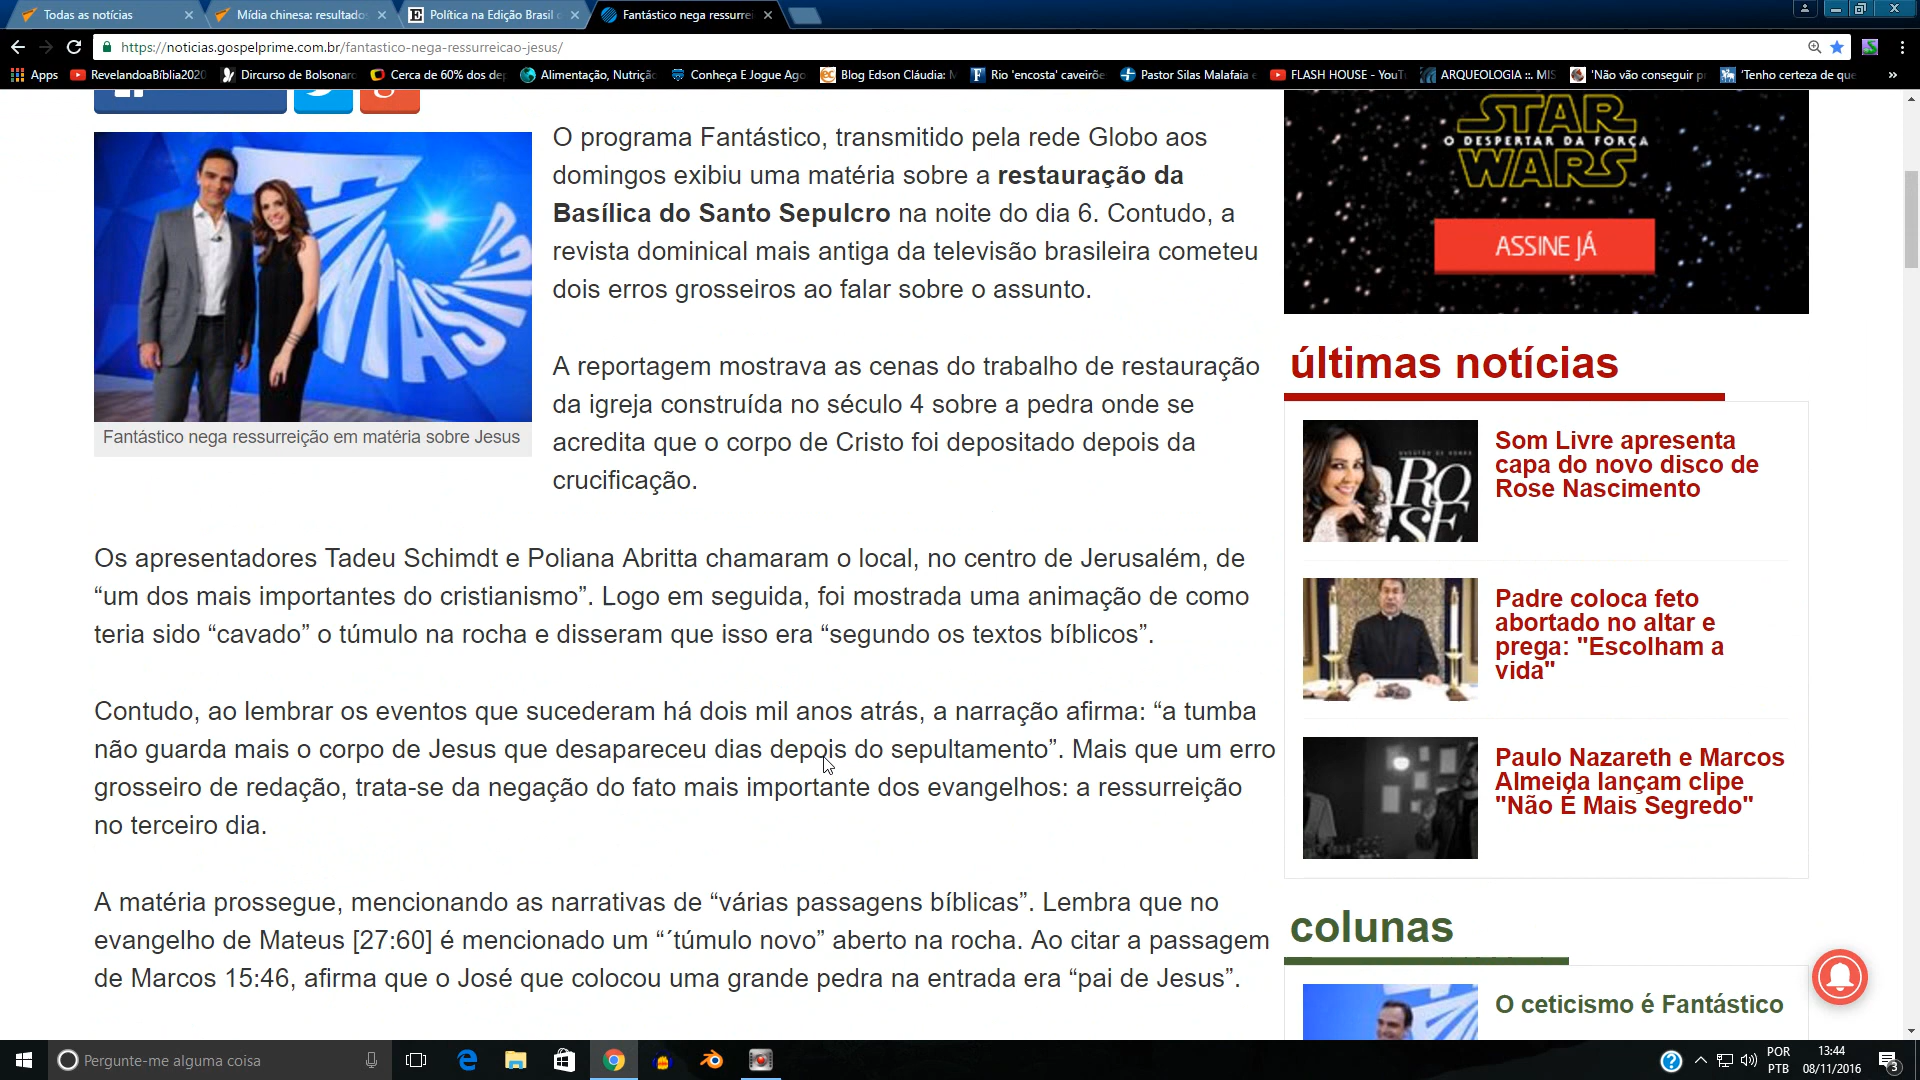 Todas as notícias
Mídia chinesa: resultados
Política na Edição Brasil
Fantástico nega ressurrei
https://noticias.gospelprime.com.br/fantastico-nega-ressurreicao-jesus/
Apps
RevelandoaBíblia2020
Dircurso de Bolsonaro
Cerca de 60% dos dep
Alimentação, Nutrição
Conheça E Jogue Ago
Blog Edson Cláudia:
Rio 'encosta' caveirõe
Pastor Silas Malafaia
FLASH HOUSE - YouT
ARQUEOLOGIA ::. MIS
'Não vão conseguir p
'Tenho certeza de que
»
O programa Fantástico, transmitido pela rede Globo aos
domingos exibiu uma matéria sobre a restauração da
Basílica do Santo Sepulcro na noite do dia 6. Contudo, a
revista dominical mais antiga da televisão brasileira cometeu
dois erros grosseiros ao falar sobre o assunto.
FANTÁSTICO
Fantástico nega ressurreição em matéria sobre Jesus
A reportagem mostrava as cenas do trabalho de restauração
da igreja construída no século 4 sobre a pedra onde se
acredita que o corpo de Cristo foi depositado depois da
crucificação.
Os apresentadores Tadeu Schimdt e Poliana Abritta chamaram o local, no centro de Jerusalém, de
“um dos mais importantes do cristianismo”. Logo em seguida, foi mostrada uma animação de como
teria sido “cavado” o túmulo na rocha e disseram que isso era “segundo os textos bíblicos”.
Contudo, ao lembrar os eventos que sucederam há dois mil anos atrás, a narração afirma: “a tumba
não guarda mais o corpo de Jesus que desapareceu dias depois do sepultamento”. Mais que um erro
grosseiro de redação, trata-se da negação do fato mais importante dos evangelhos: a ressurreição
no terceiro dia.
A matéria prossegue, mencionando as narrativas de “várias passagens bíblicas”. Lembra que no
evangelho de Mateus [27:60] é mencionado um “´túmulo novo” aberto na rocha. Ao citar a passagem
de Marcos 15:46, afirma que o José que colocou uma grande pedra na entrada era “pai de Jesus”.
STAR
O DESPERTAR DA FORÇA
WARS
ASSINE JÁ
últimas notícias
ROSE
Som Livre apresenta
capa do novo disco de
Rose Nascimento
Padre coloca feto
abortado no altar e
prega: "Escolham a
vida"
Paulo Nazareth e Marcos
Almeida lançam clipe
"Não É Mais Segredo"
colunas
O ceticismo é Fantástico
Pergunte-me alguma coisa
POR
PTB
13:44
08/11/2016
3